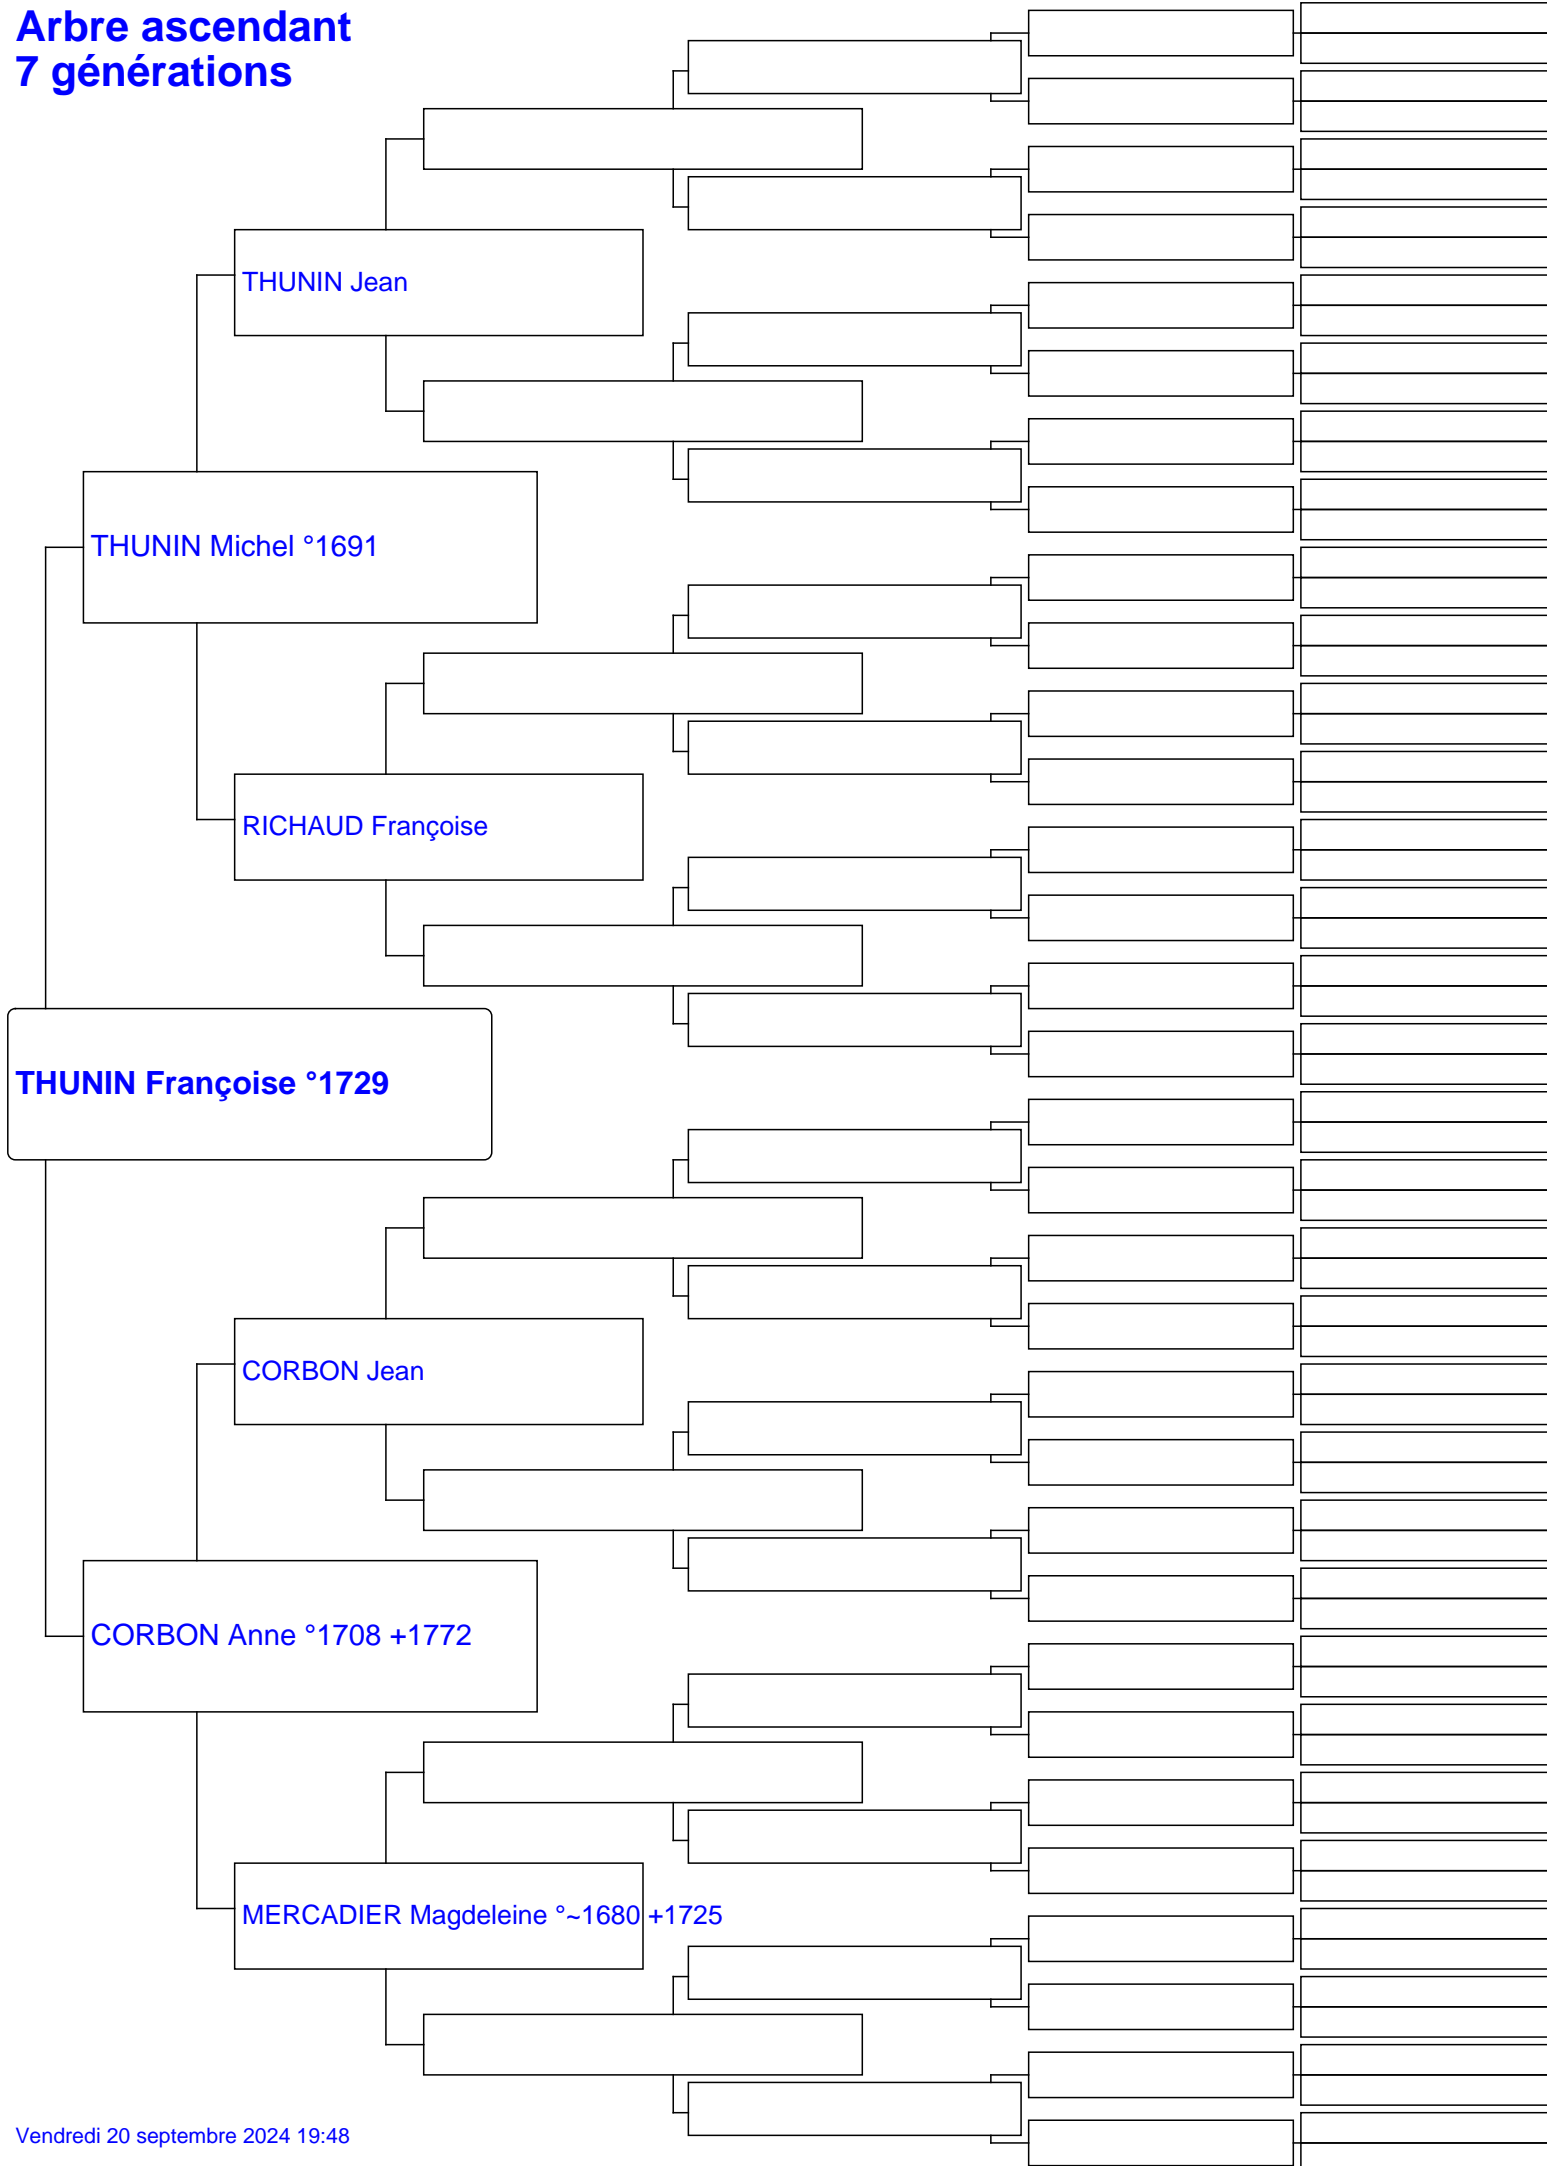 Arbre ascendant
7 générations
THUNIN Jean
THUNIN Michel °1691
RICHAUD Françoise
THUNIN Françoise °1729
CORBON Jean
CORBON Anne °1708 +1772
MERCADIER Magdeleine °~1680 +1725
Vendredi 20 septembre 2024 19:48